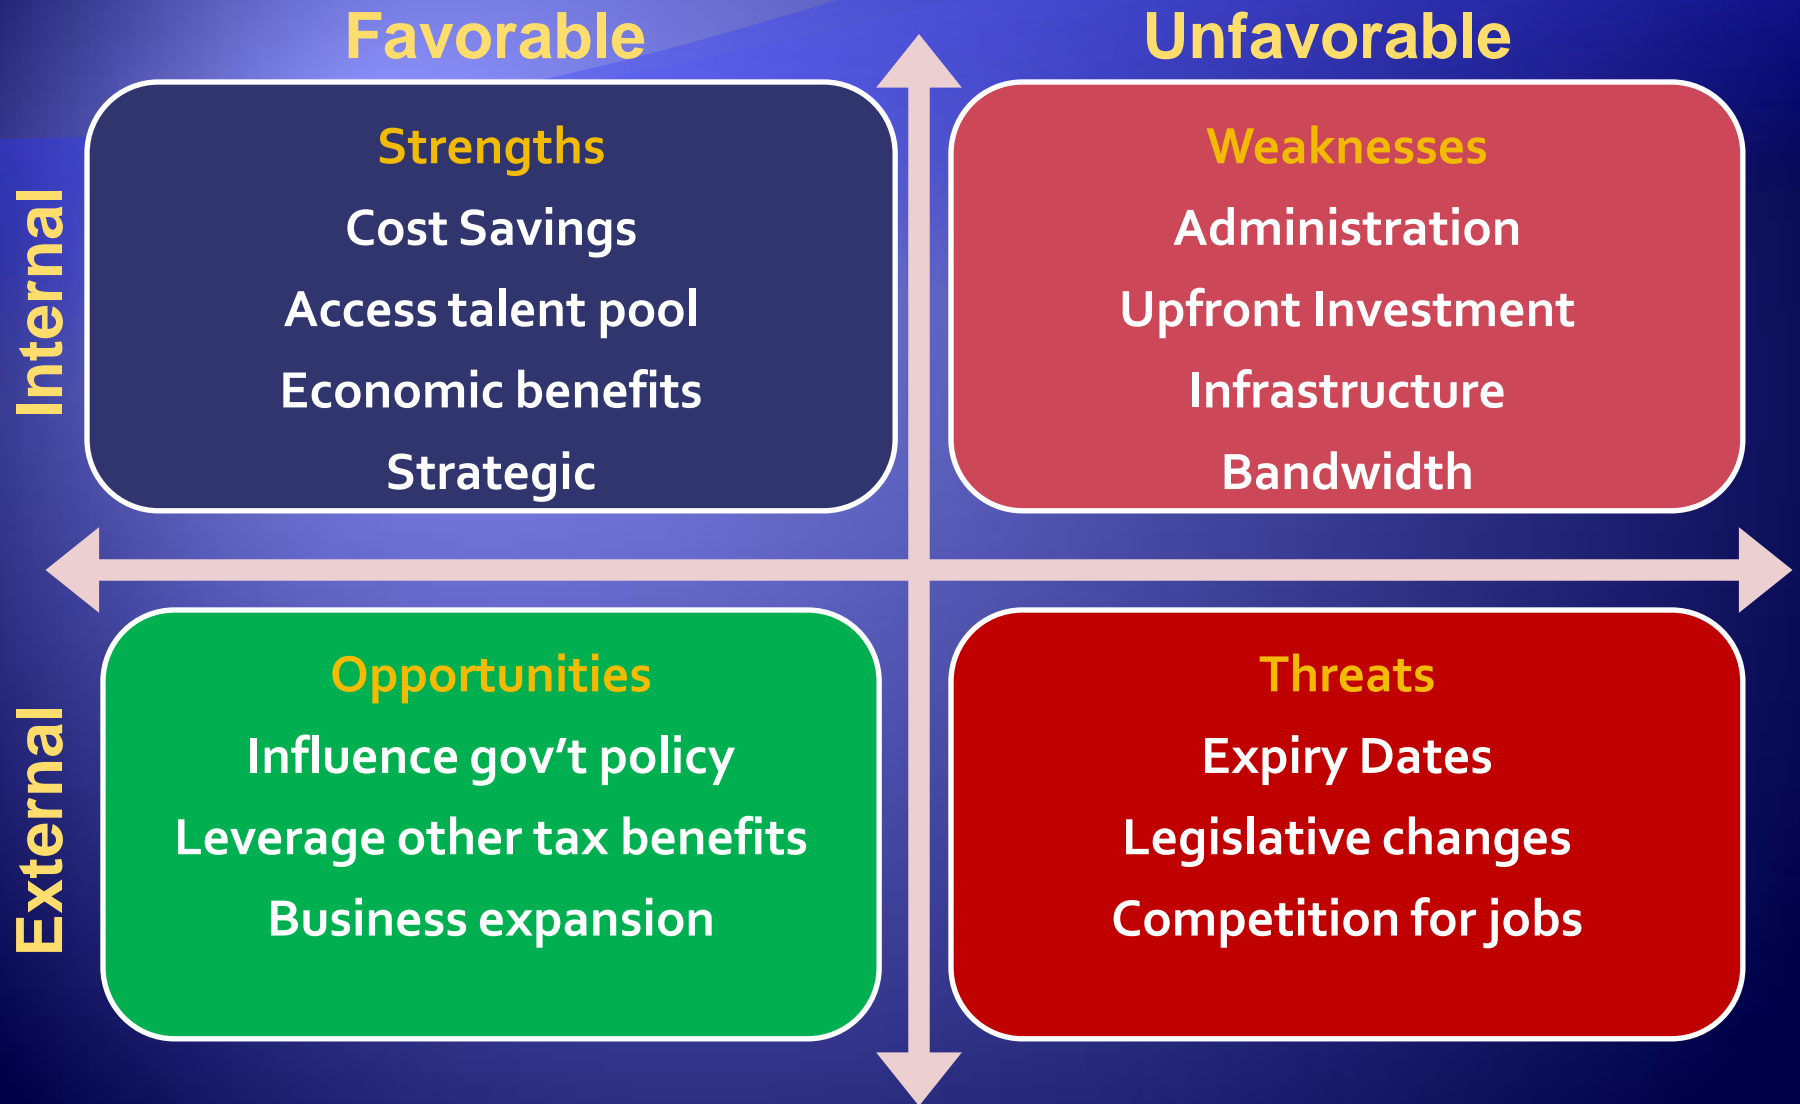 Favorable
Unfavorable
Internal
Strengths
Cost Savings
Access talent pool
Economic benefits
Strategic
Weaknesses
Administration
Upfront Investment
Infrastructure
Bandwidth
External
Opportunities
Influence gov’t policy
Leverage other tax benefits
Business expansion
Threats
Expiry Dates
Legislative changes
Competition for jobs